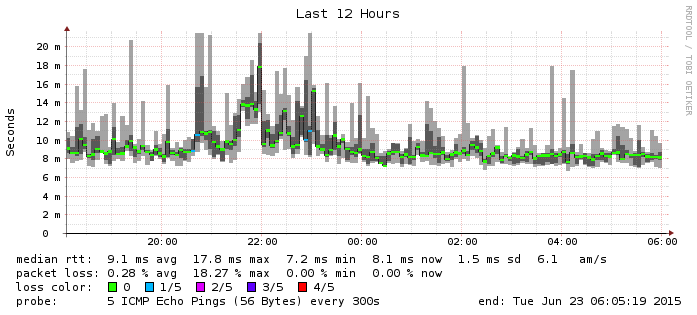 Last 12 Hours
RRDTOOL / TOBI OETIKER
Seconds
20 m
18 m
16 m
14 m
12 m
10 m
8 m
6 m
4 m
2 m
0
20:00 22:00 00:00 02:00 04:00 06:00
median rtt: 9.1 ms avg 17.8 ms max 7.2 ms min 8.1 ms now 1.5 ms sd 6.1 am/s
packet loss: 0.28 % avg 18.27 % max 0.00 % min 0.00 % now
loss color: 0 1/5 2/5 3/5 4/5
probe: 5 ICMP Echo Pings (56 Bytes) every 300s end: Tue Jun 23 06:05:19 2015